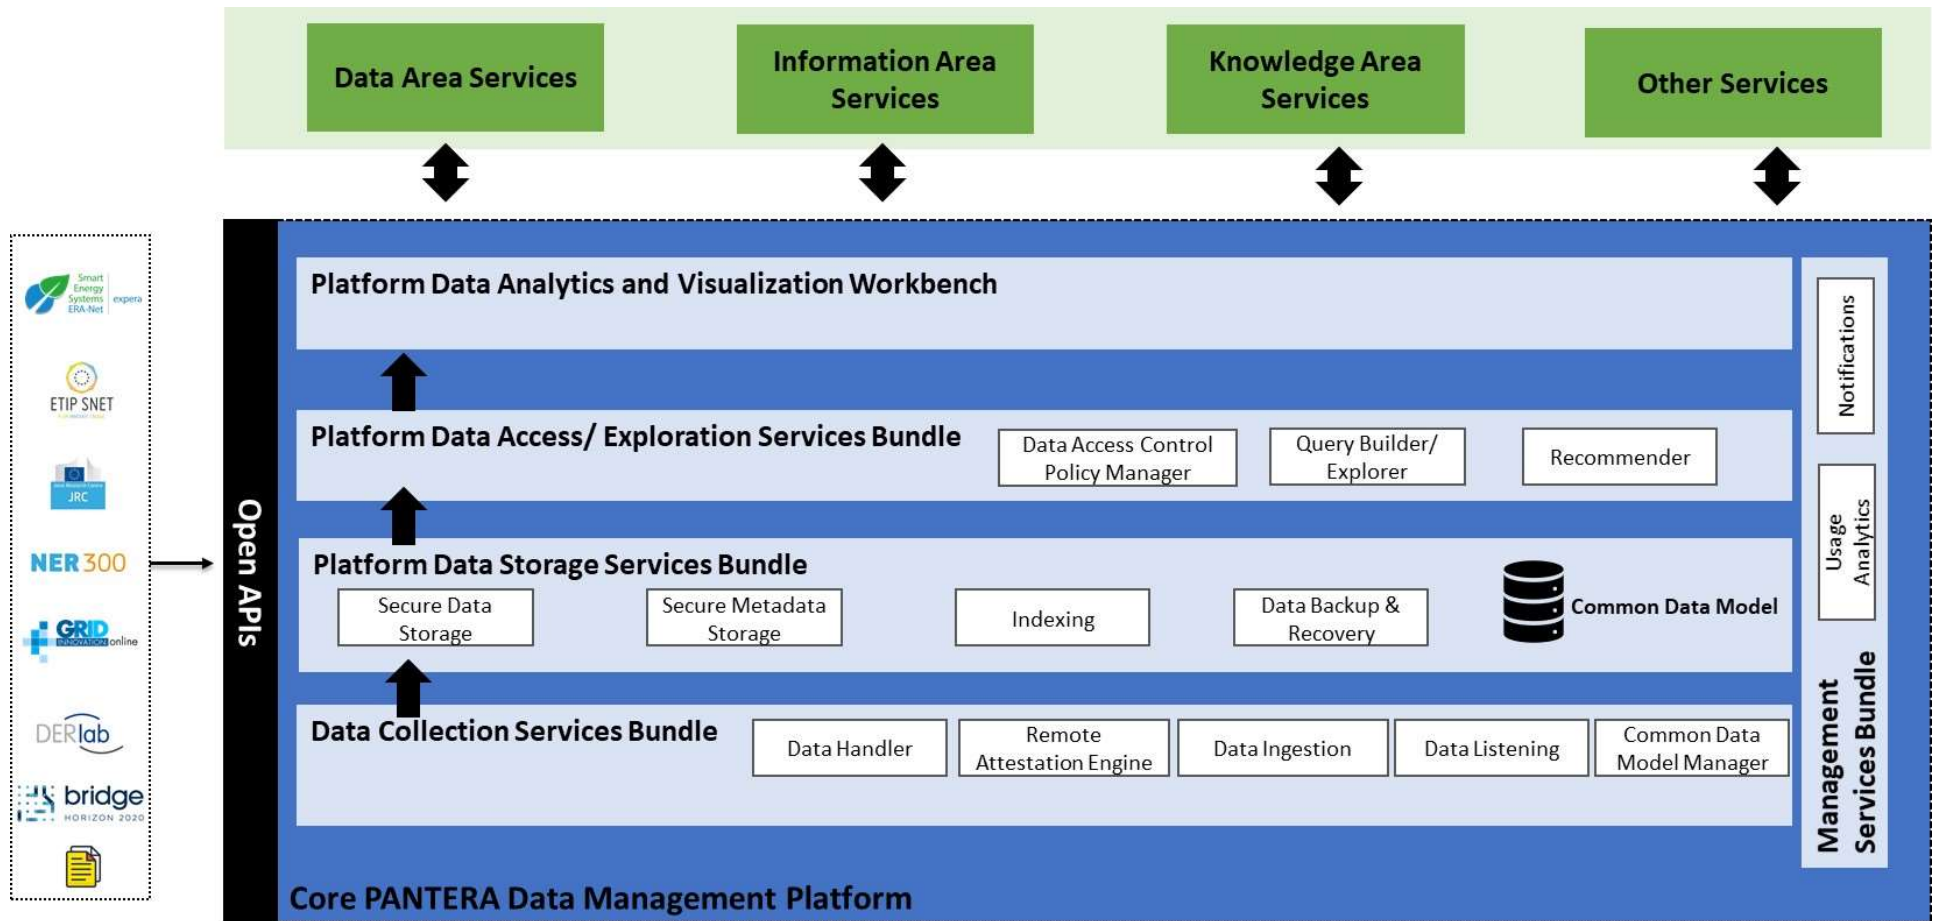 Data Area Services
Information Area
Services
Knowledge Area
Services
Other Services
Smart
Energy
Systems
ERA-Net
expera
ETIP SNET
JRC
NER300
GRID
INNOVATION online
DERlab
bridge
HORIZON 2020
Open APIs
Platform Data Analytics and Visualization Workbench
Platform Data Access/ Exploration Services Bundle
Data Access Control
Policy Manager
Query Builder/
Explorer
Recommender
Platform Data Storage Services Bundle
Secure Data
Storage
Secure Metadata
Storage
Indexing
Data Backup &
Recovery
Common Data Model
Data Collection Services Bundle
Data Handler
Remote
Attestation Engine
Data Ingestion
Data Listening
Common Data
Model Manager
Notifications
Usage
Analytics
Management
Services Bundle
Core PANTERA Data Management Platform